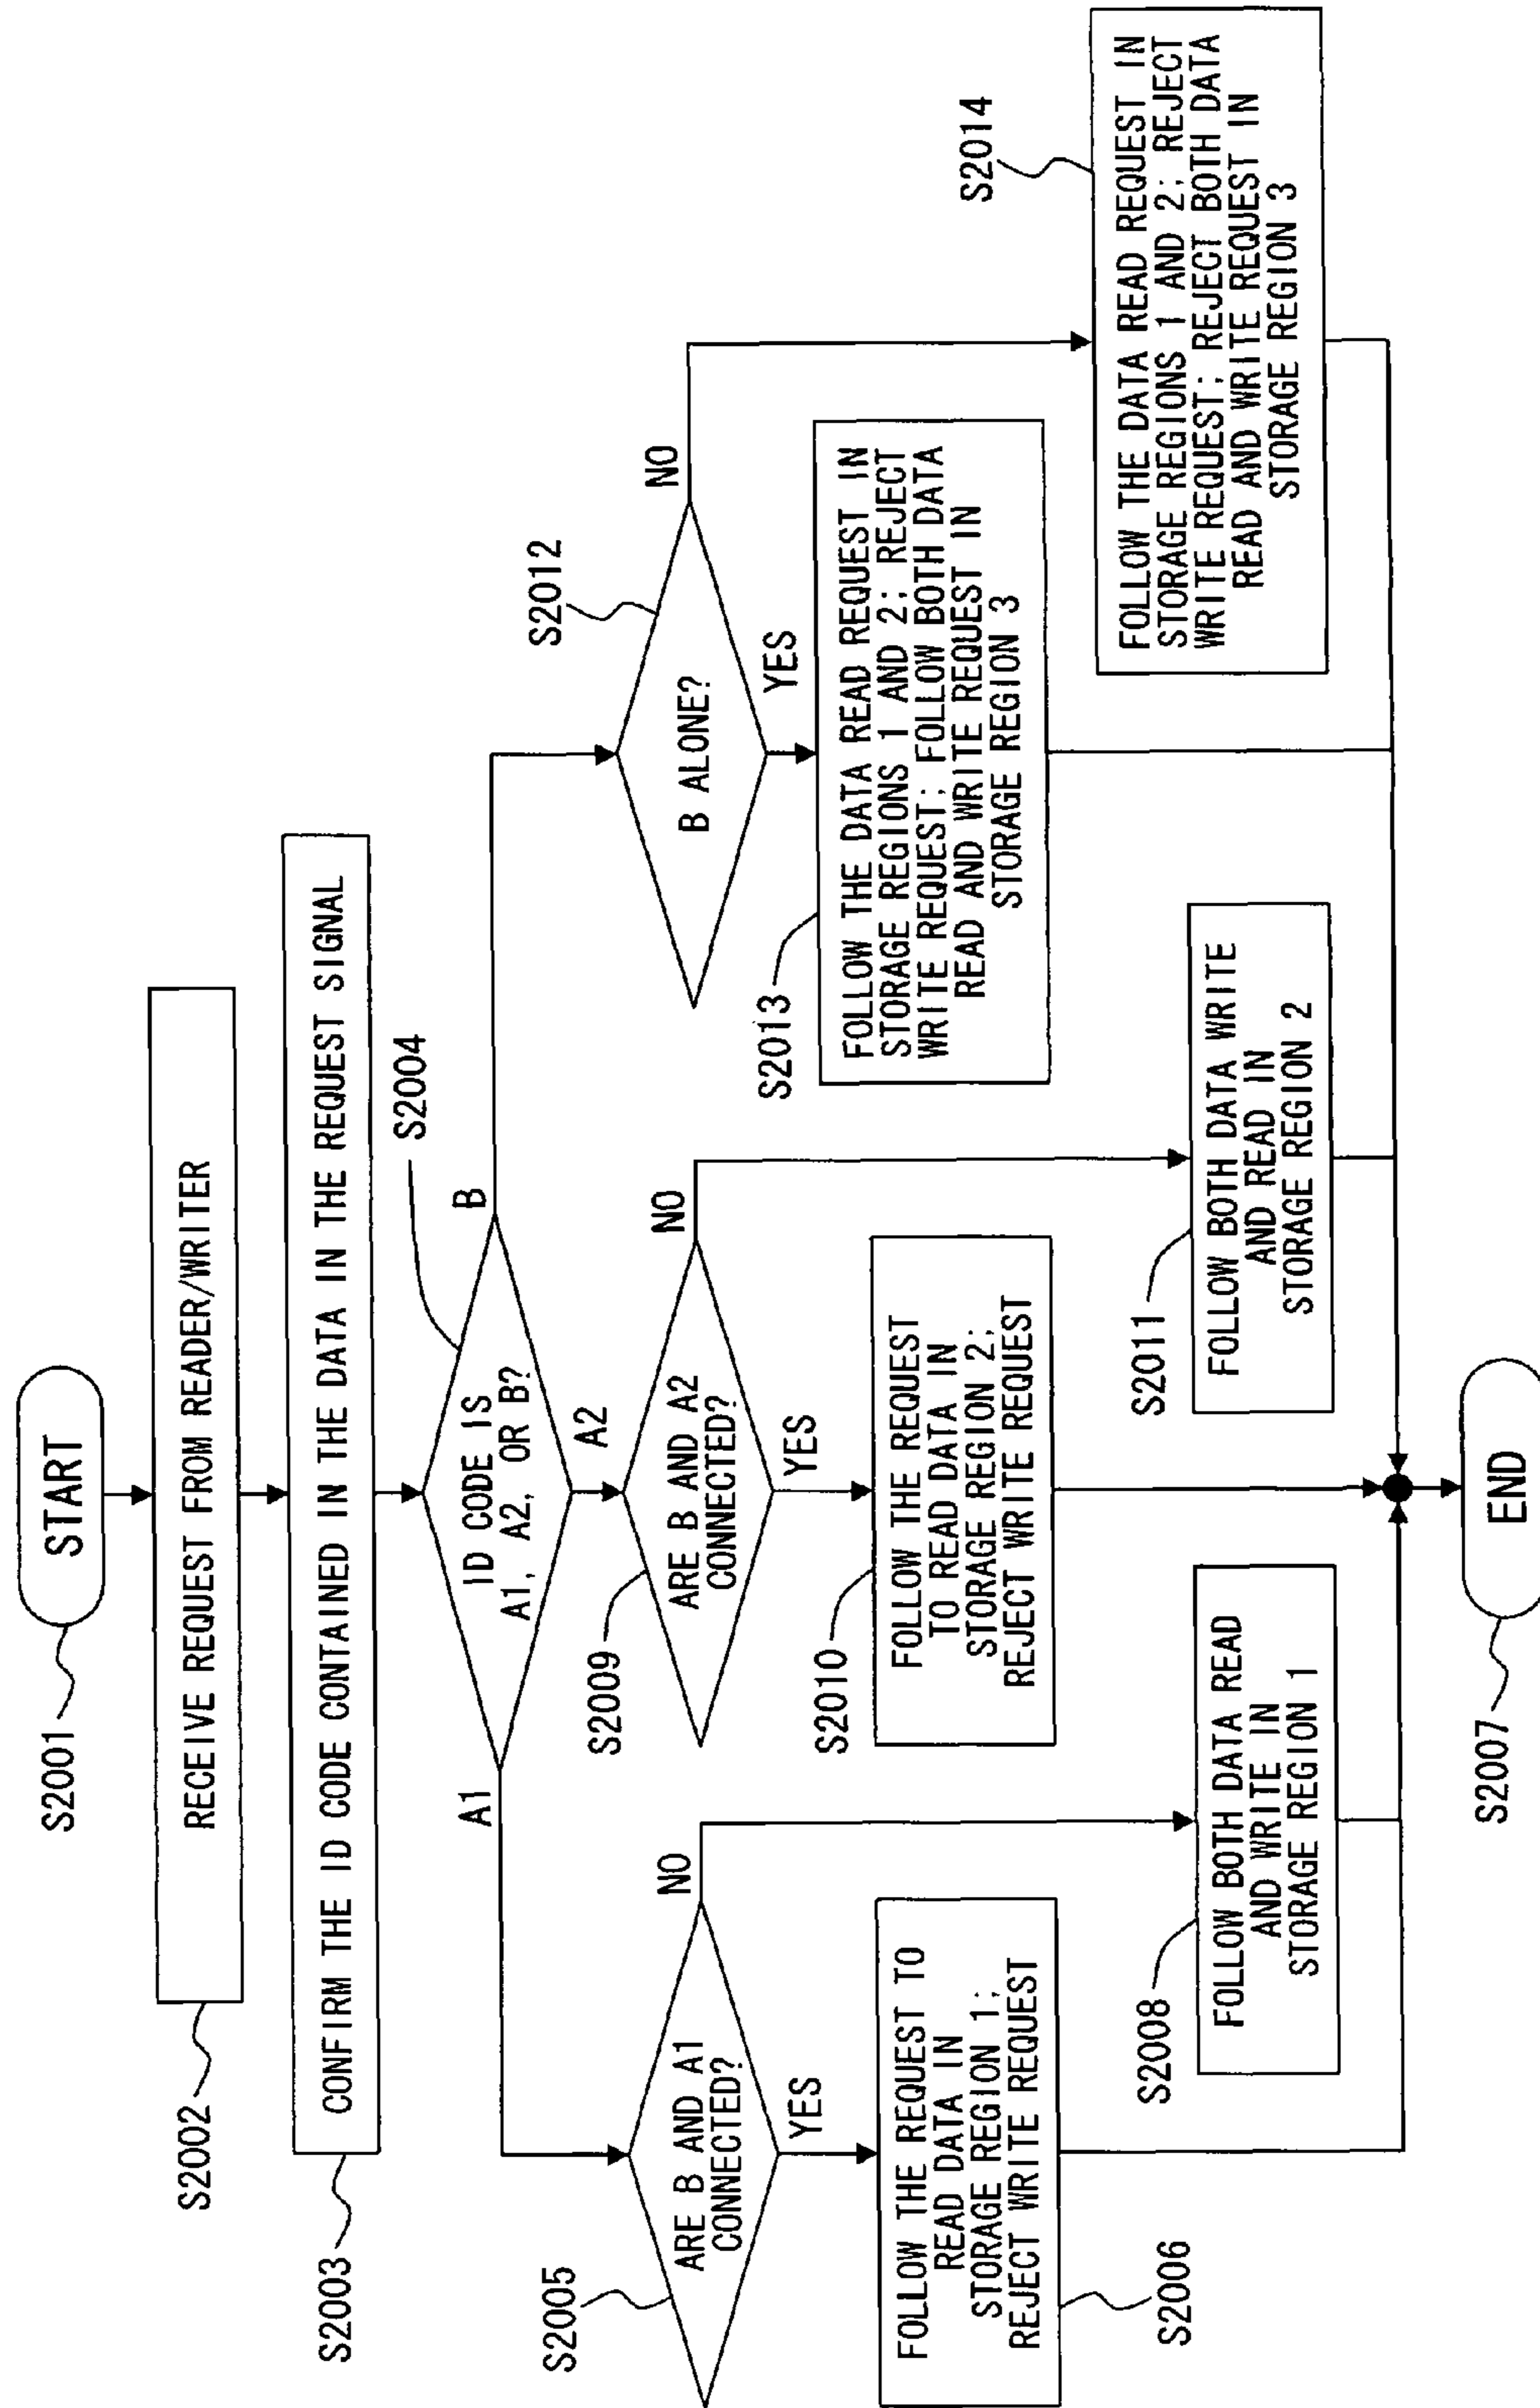 START
S2001
RECEIVE REQUEST FROM READER/WRITER
S2002
CONFIRM THE ID CODE CONTAINED IN THE DATA IN THE REQUEST SIGNAL
S2003
ID CODE IS
A1, A2, OR B?
S2004
A1
A2
B
ARE B AND A1
CONNECTED?
S2005
NO
YES
FOLLOW THE REQUEST TO
READ DATA IN
STORAGE REGION 1;
REJECT WRITE REQUEST
S2006
FOLLOW BOTH DATA READ
AND WRITE IN
STORAGE REGION 1
S2008
ARE B AND A2
CONNECTED?
S2009
NO
YES
FOLLOW THE REQUEST
TO READ DATA IN
STORAGE REGION 2;
REJECT WRITE REQUEST
S2010
FOLLOW BOTH DATA WRITE
AND READ IN
STORAGE REGION 2
S2011
B ALONE?
S2012
NO
YES
FOLLOW THE DATA READ REQUEST IN
STORAGE REGIONS 1 AND 2; REJECT
WRITE REQUEST; FOLLOW BOTH DATA
READ AND WRITE REQUEST IN
STORAGE REGION 3
S2013
FOLLOW THE DATA READ REQUEST IN
STORAGE REGIONS 1 AND 2; REJECT
WRITE REQUEST; REJECT BOTH DATA
READ AND WRITE REQUEST IN
STORAGE REGION 3
S2014
END
S2007